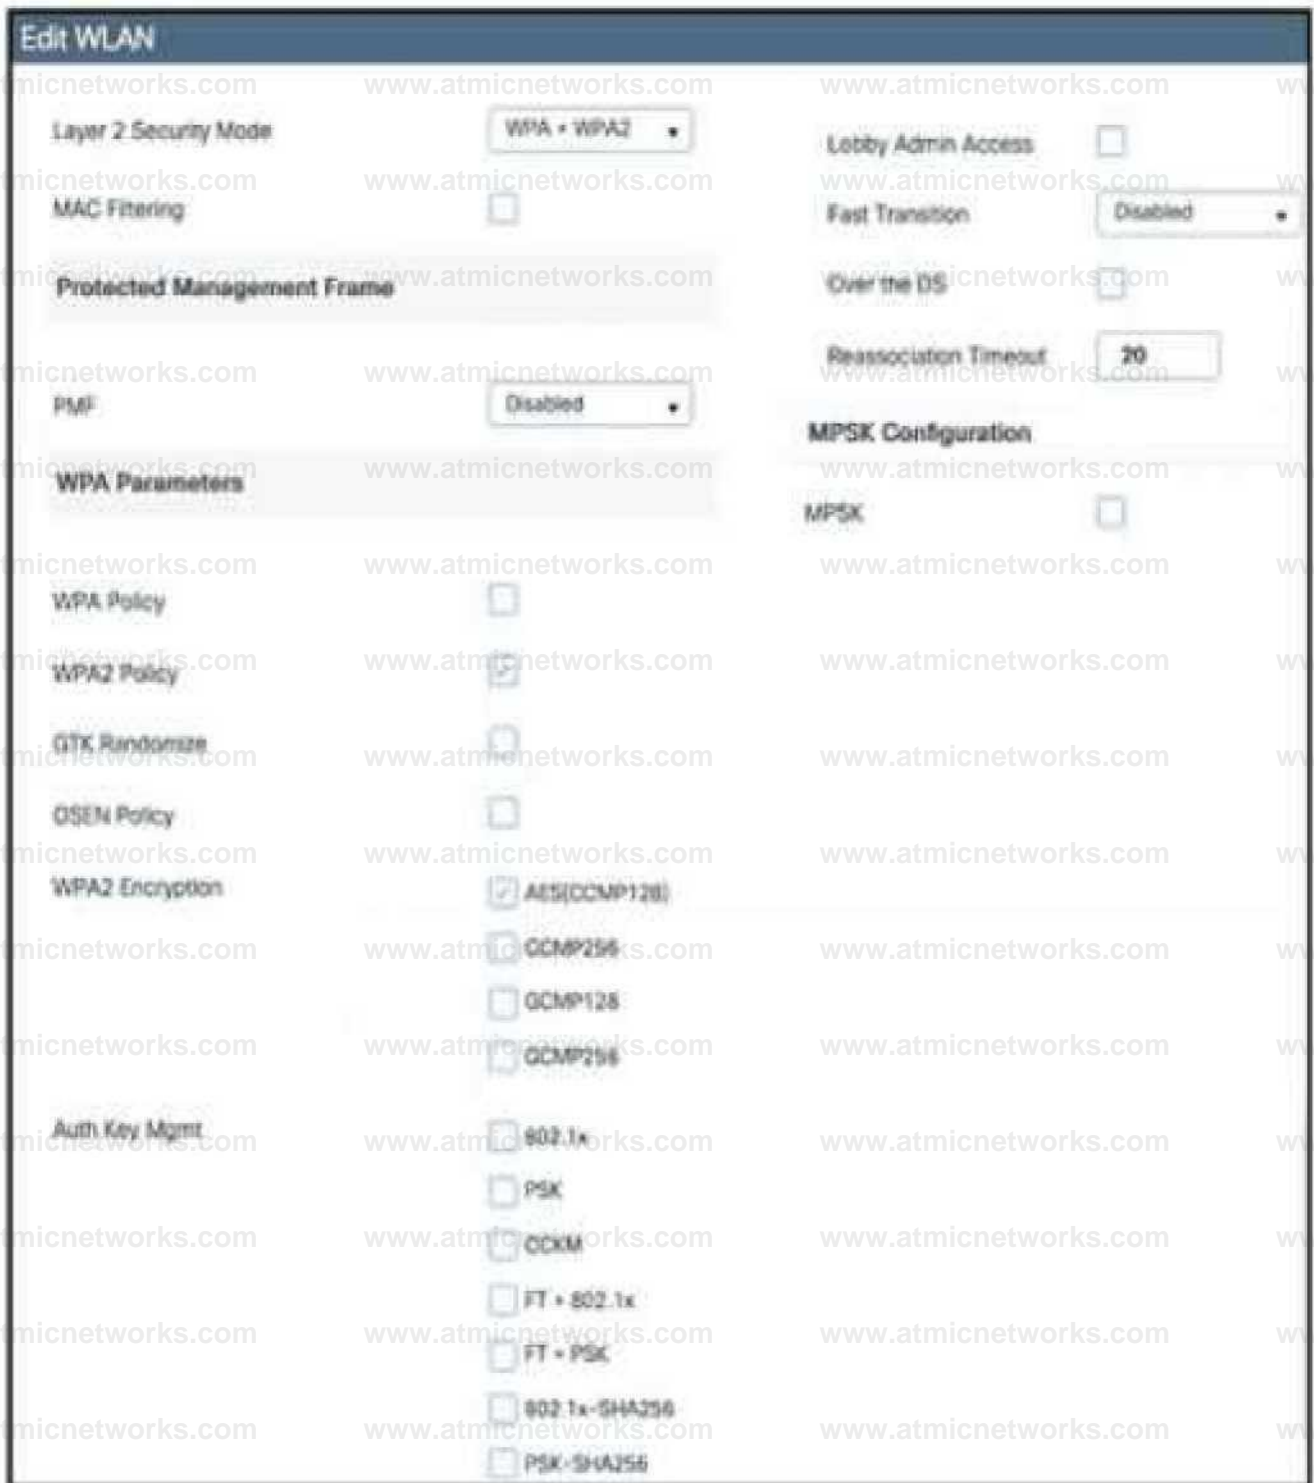 Edit WLAN
Layer 2 Security Mode
WPA + WPA2
MAC Filtering
Protected Management Frame
PMF
Disabled
WPA Parameters
WPA Policy
WPA2 Policy
GTK Randomize
OSEN Policy
WPA2 Encryption
AES(CCMP128)
CCMP256
GCMP128
GCMP256
Auth Key Mgmt
802.1x
PSK
CCKM
FT + 802.1x
FT + PSK
802.1x-SHA256
PSK-SHA256
Lobby Admin Access
Fast Transition
Disabled
Over the DS
Reassociation Timeout
20
MPSK Configuration
MPSK
www.atmicnetworks.com